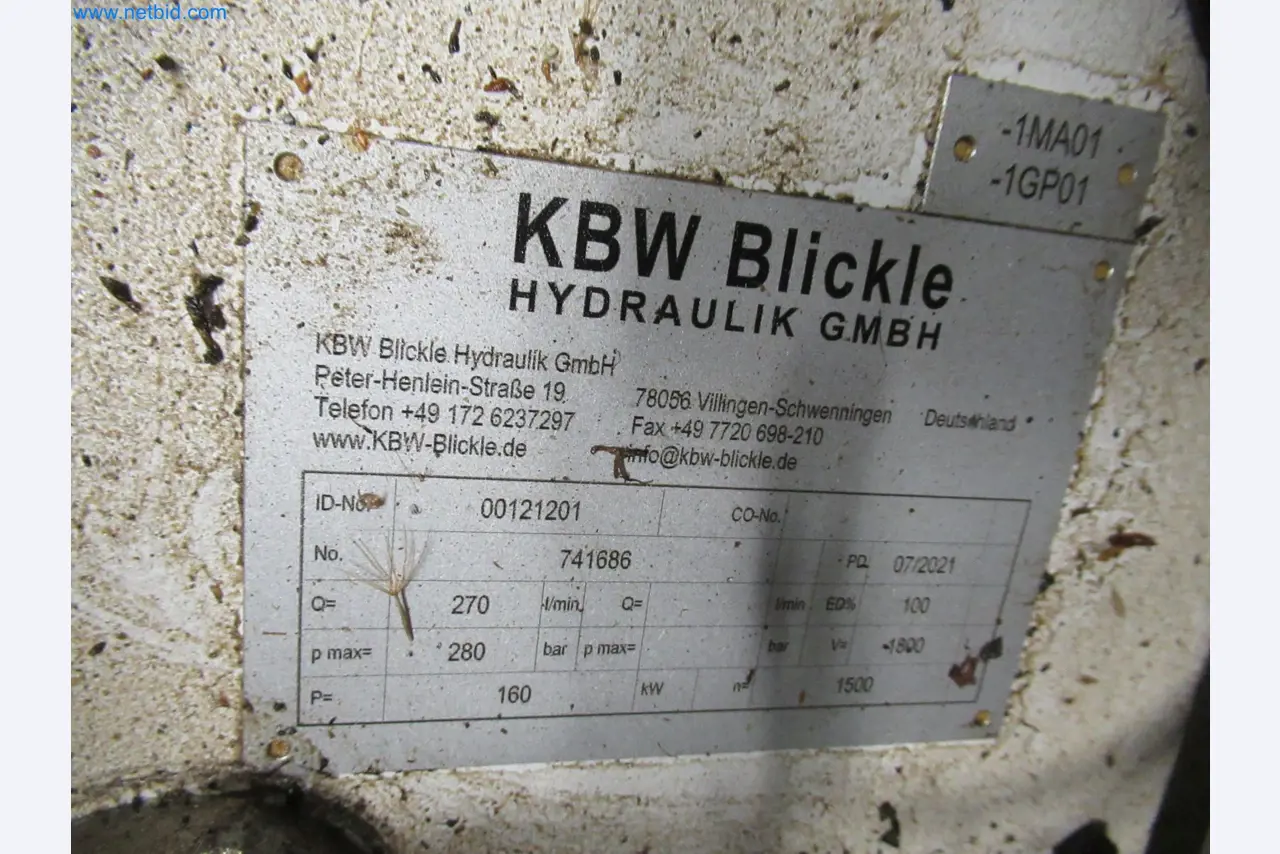 www.netbid.com
-1MA01
-1GP01
KBW Blickle
HYDRAULIK GMBH
KBW Blickle Hydraulik GmbH
Peter-Henlein-Straße 19 78056 Villingen-Schwenningen Deutschland
Telefon +49 172 6237297 Fax +49 7720 698-210
www.KBW-Blickle.de info@kbw-blickle.de
ID-No. 00121201 CO-No.
No. 741686 PD 07/2021
Q= 270 l/min Q= l/min ED% 100
p max= 280 bar p max= bar V= 1800
P= 160 kW n= 1500